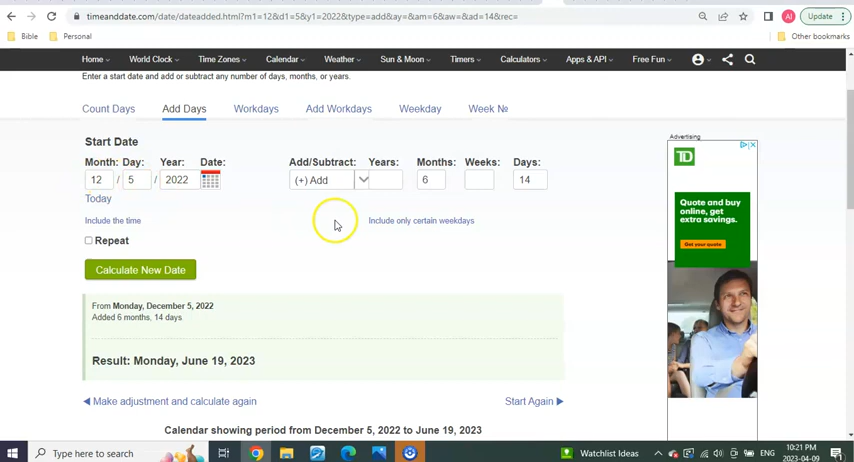 timeanddate.com/date/dateadded.html?m1=12&d1=5&y1=2022&type=add&ay=&am=6&aw=&ad=14&rec=
AI
Update
Bible
Personal
Other bookmarks
Home
World Clock
Time Zones
Calendar
Weather
Sun & Moon
Timers
Calculators
Apps & API
Free Fun
Enter a start date and add or subtract any number of days, months, or years.
Count Days
Add Days
Workdays
Add Workdays
Weekday
Week №
Start Date
Month: Day: Year: Date:
Add/Subtract: Years: Months: Weeks: Days:
12 / 5 / 2022
(+) Add
6
14
Today
Include the time
Include only certain weekdays
Repeat
Calculate New Date
From Monday, December 5, 2022
Added 6 months, 14 days
Result: Monday, June 19, 2023
Make adjustment and calculate again
Start Again
Calendar showing period from December 5, 2022 to June 19, 2023
Advertising
TD
Quote and buy
online, get
extra savings.
Get your quote
Type here to search
Watchlist Ideas
ENG
10:21 PM
2023-04-09